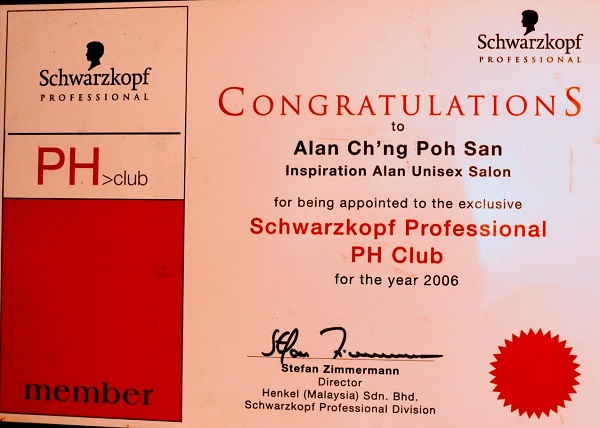 Schwarzkopf
PROFESSIONAL
PH>club
member
Schwarzkopf
PROFESSIONAL
CONGRATULATIONS
to
Alan Ch'ng Poh San
Inspiration Alan Unisex Salon
for being appointed to the exclusive
Schwarzkopf Professional
PH Club
for the year 2006
Stefan Zimmermann
Director
Henkel (Malaysia) Sdn. Bhd.
Schwarzkopf Professional Division